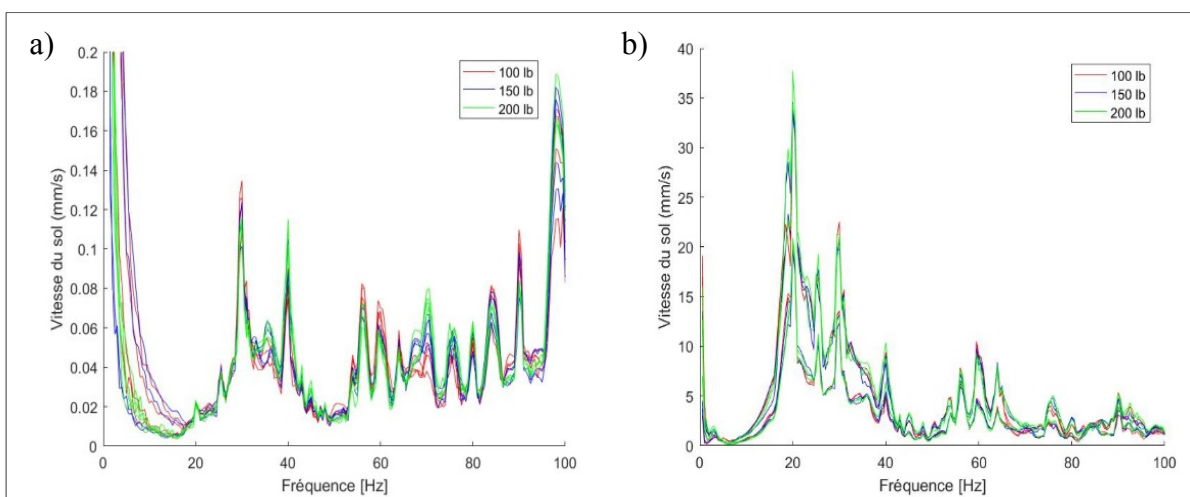 a)
0.2
0.18
0.16
0.14
0.12
0.1
0.08
0.06
0.04
0.02
0
Vitesse du sol (mm/s)
100 lb
150 lb
200 lb
0 20 40 60 80 100
Fréquence [Hz]
b)
40
35
30
25
20
15
10
5
0
Vitesse du sol (mm/s)
100 lb
150 lb
200 lb
0 20 40 60 80 100
Fréquence [Hz]